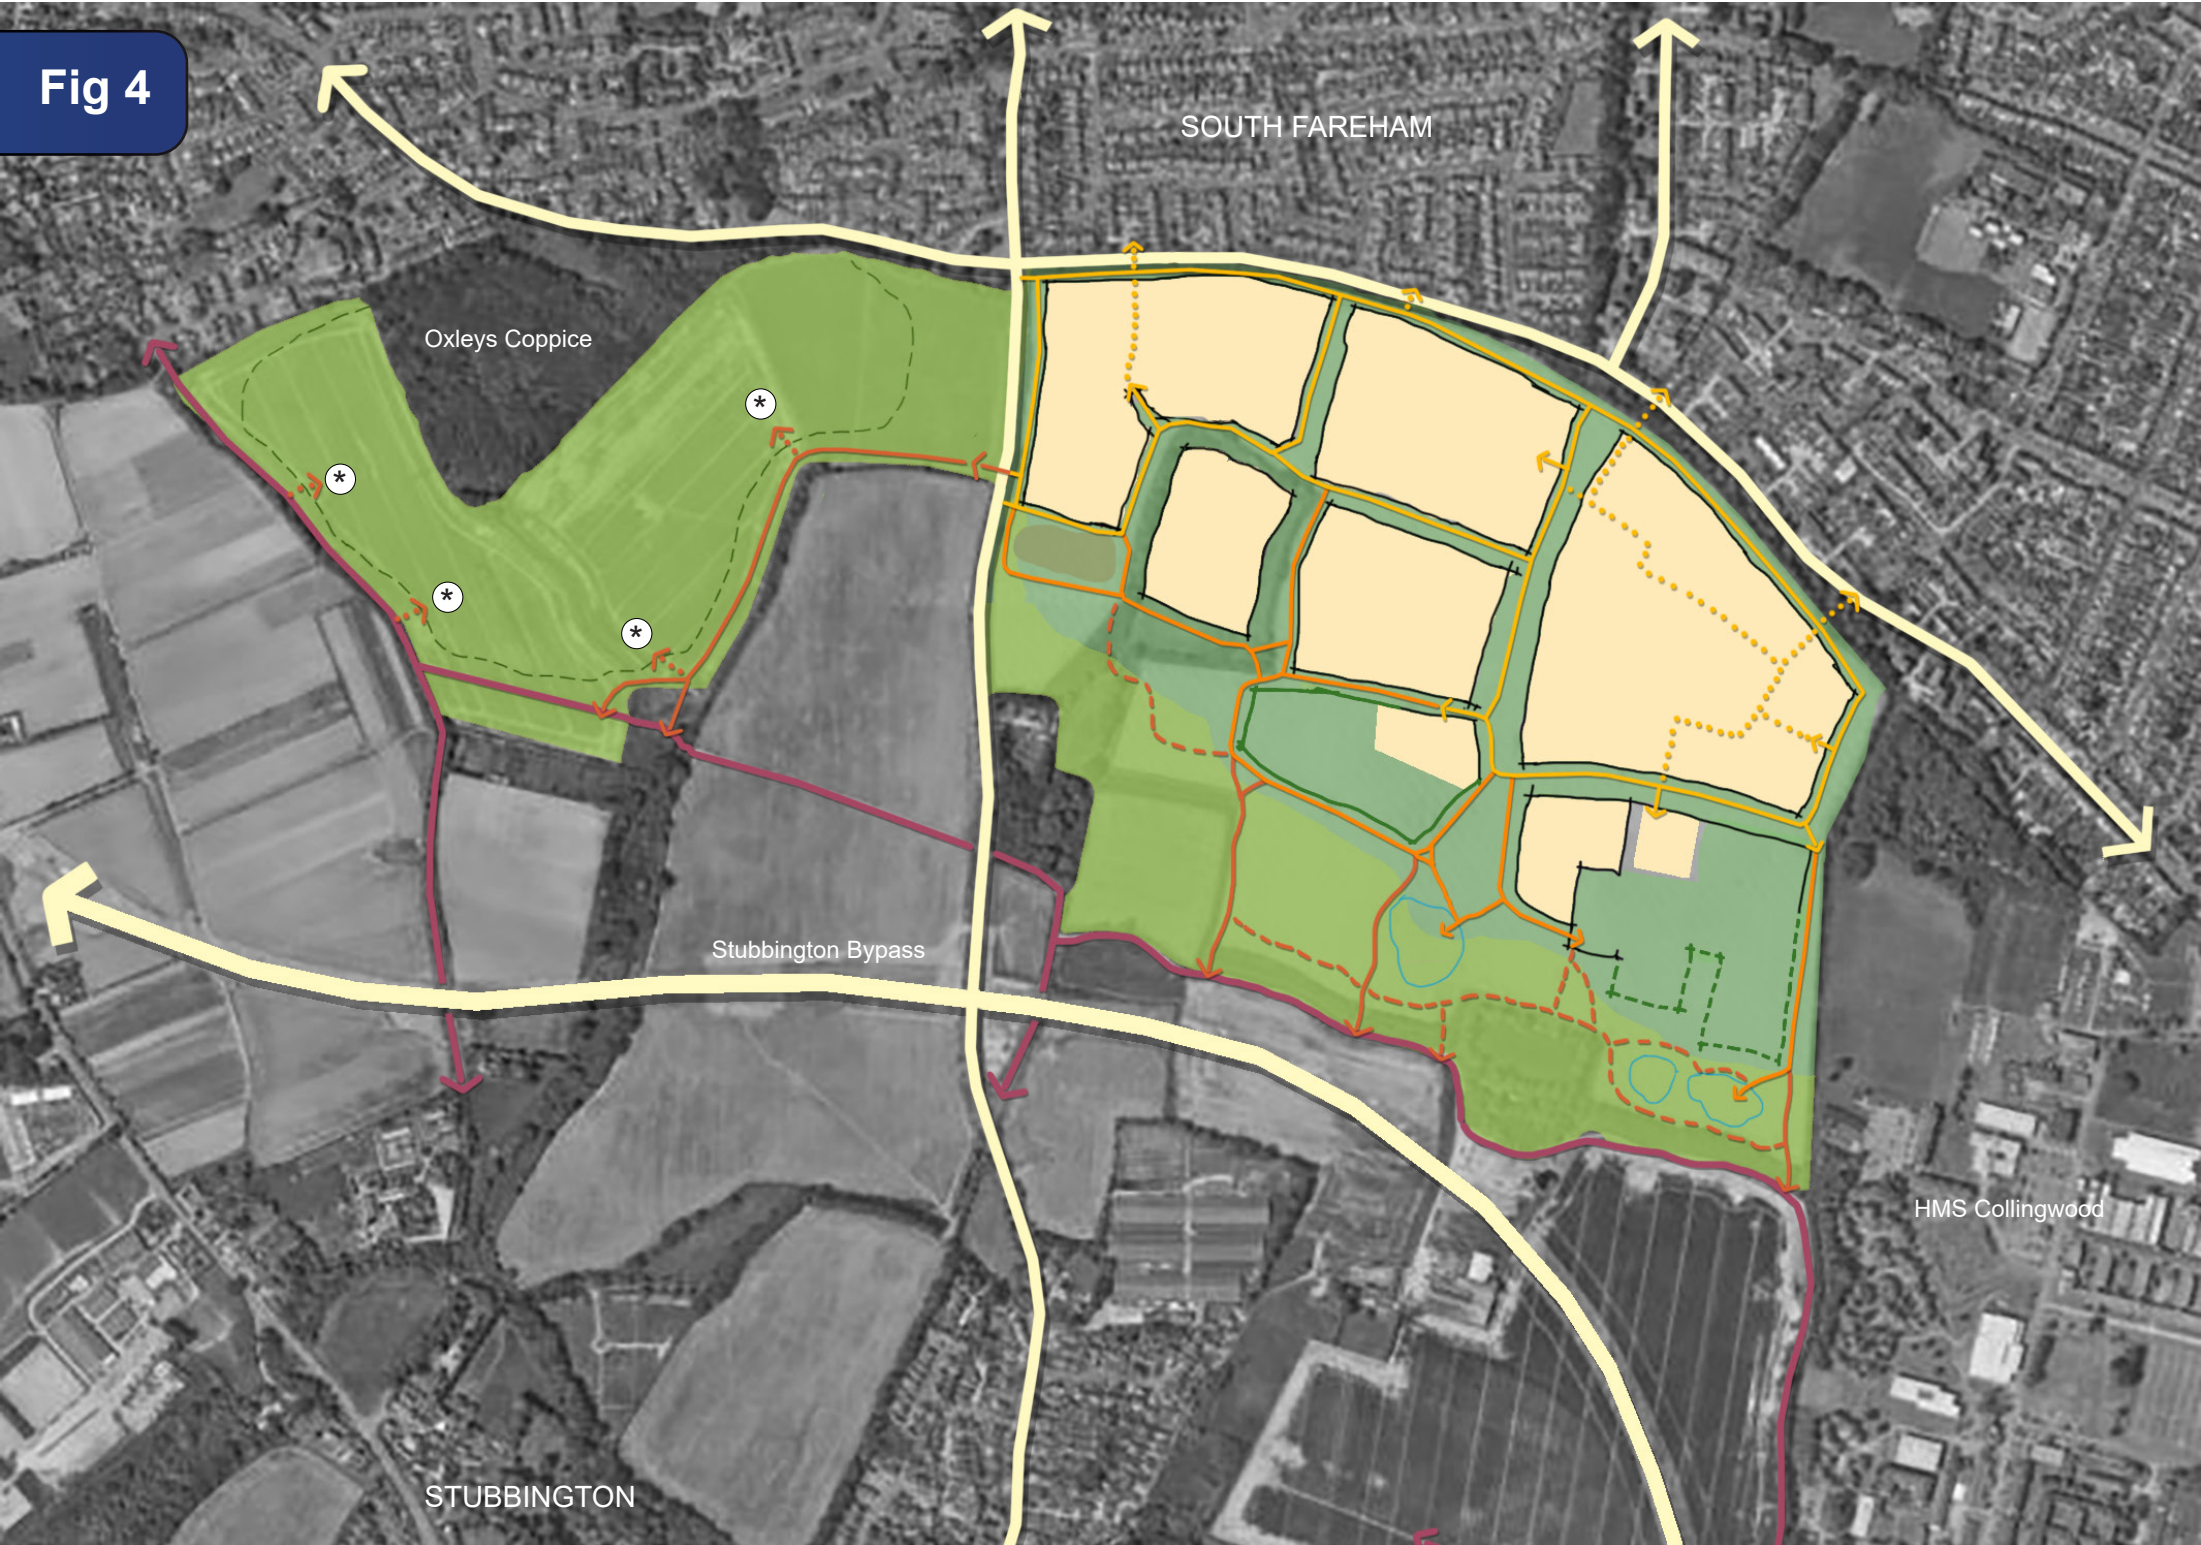 Fig 4
SOUTH FAREHAM
Oxleys Coppice
*
*
*
*
Stubbington Bypass
HMS Collingwood
STUBBINGTON